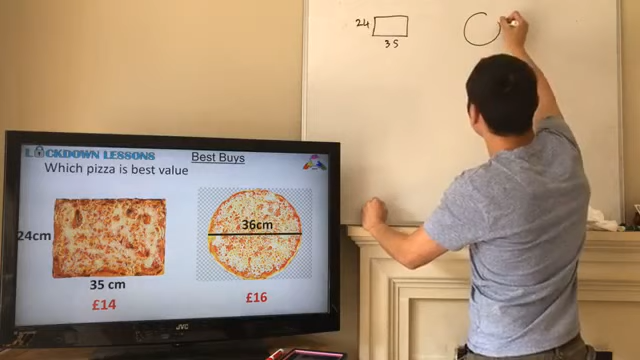 24
35
LOCKDOWN LESSONS
Best Buys
Which pizza is best value
36cm
24cm
35 cm
£14
£16
JVC